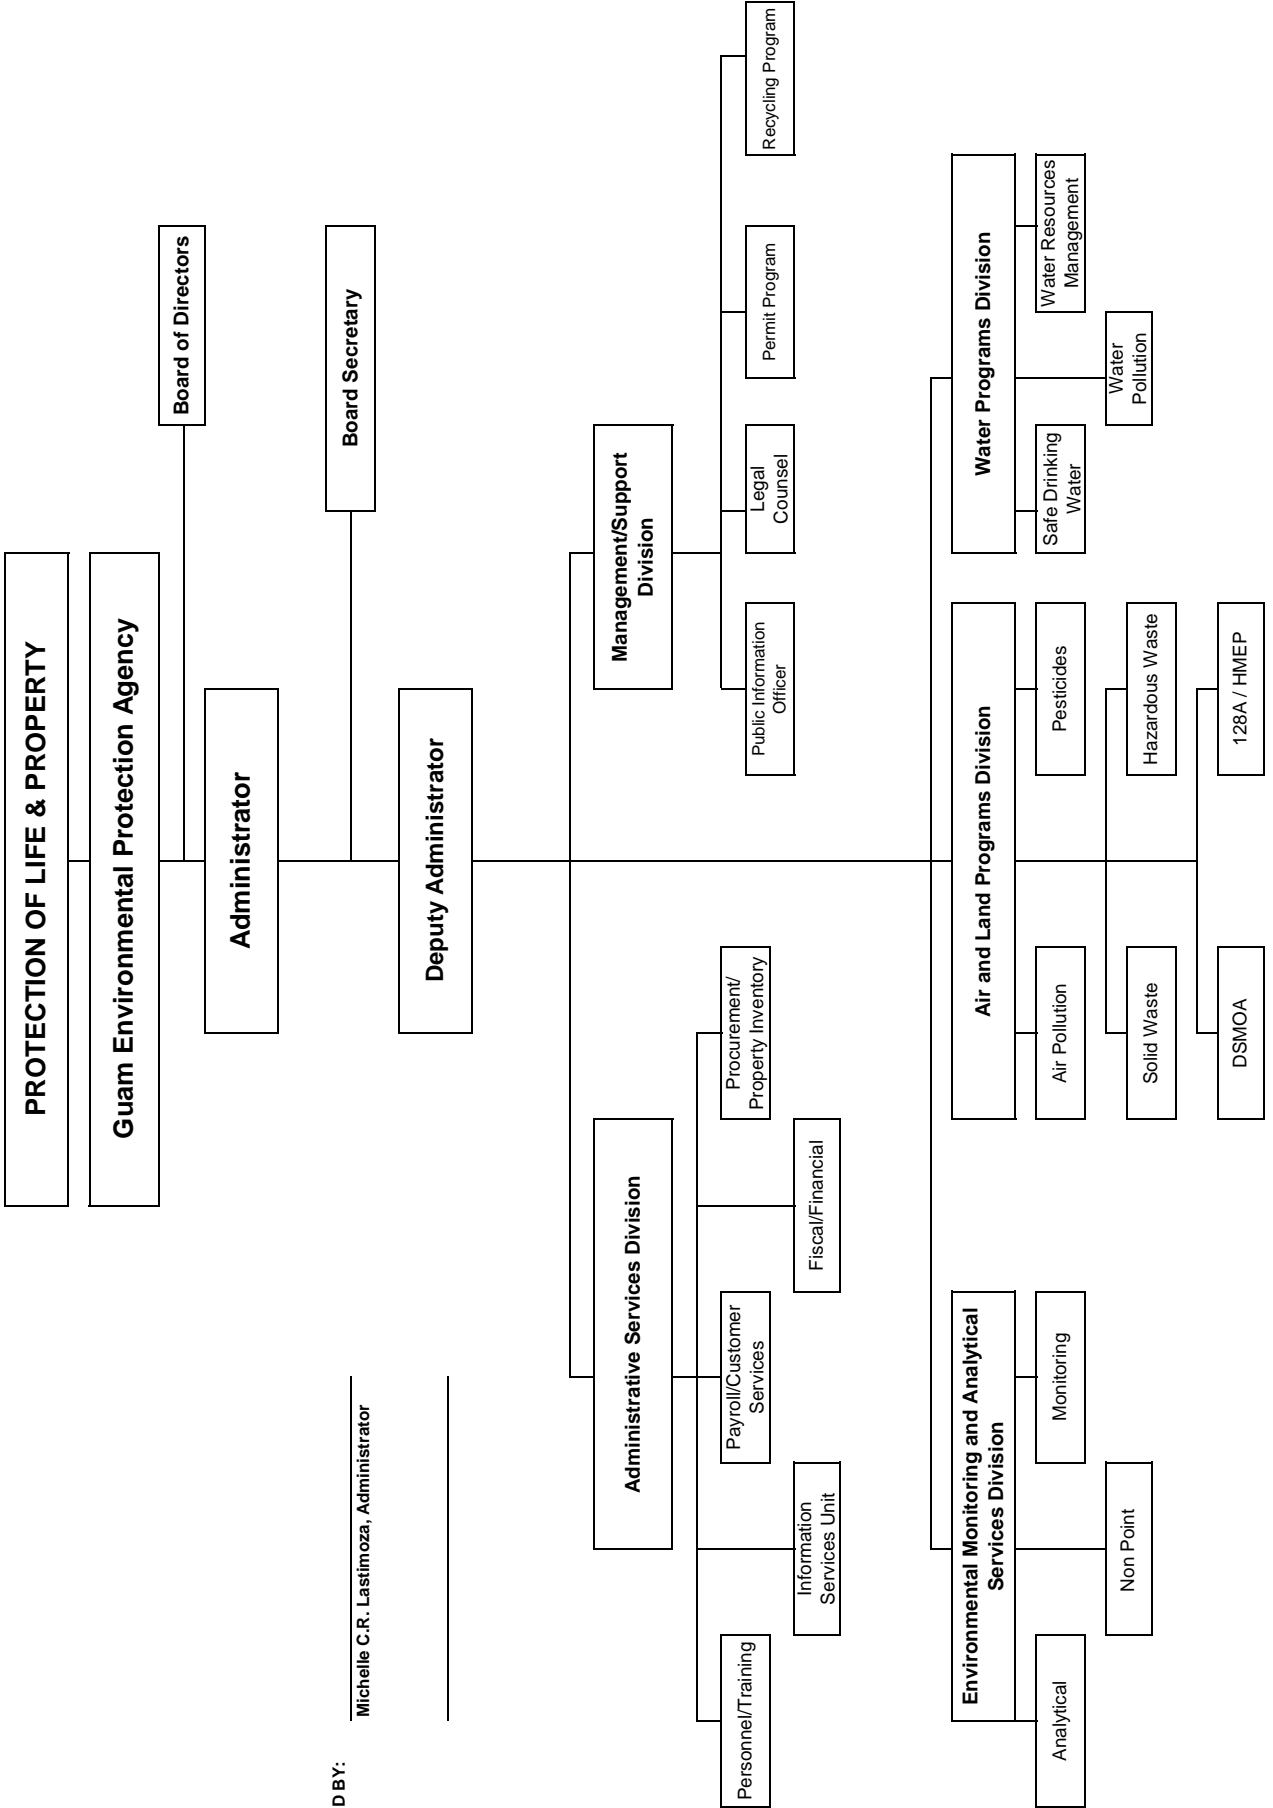 PROTECTION OF LIFE & PROPERTY
Guam Environmental Protection Agency
Board of Directors
Administrator
Board Secretary
D BY:
Michelle C.R. Lastimoza, Administrator
Deputy Administrator
Administrative Services Division
Management/Support
Division
Personnel/Training
Payroll/Customer
Services
Procurement/
Property Inventory
Public Information
Officer
Legal
Counsel
Permit Program
Recycling Program
Information
Services Unit
Fiscal/Financial
Environmental Monitoring and Analytical
Services Division
Air and Land Programs Division
Water Programs Division
Analytical
Monitoring
Air Pollution
Pesticides
Safe Drinking
Water
Water Resources
Management
Non Point
Solid Waste
Hazardous Waste
Water
Pollution
DSMOA
128A / HMEP